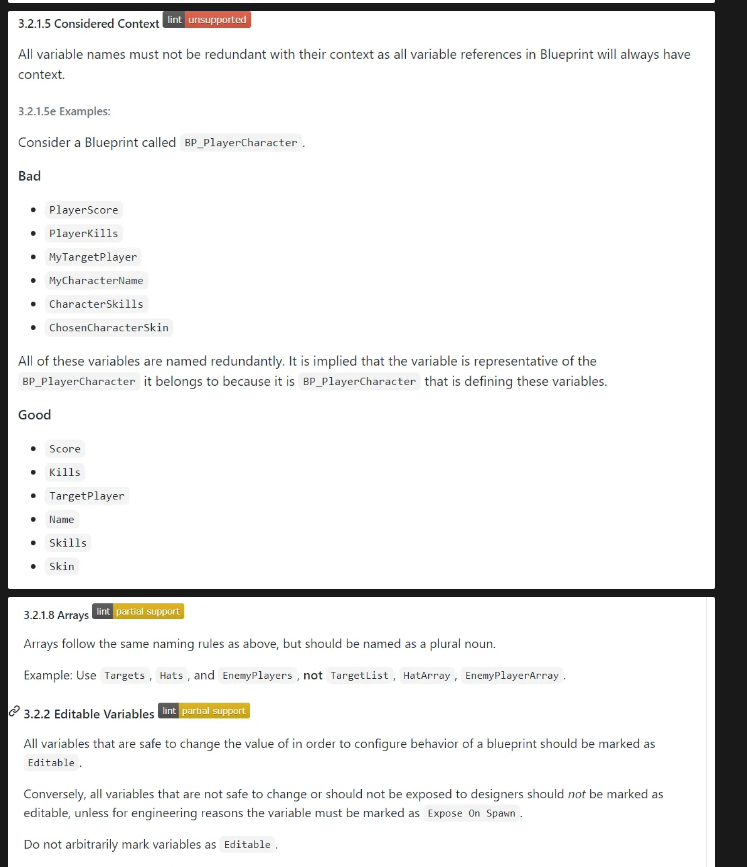 3.2.1.5 Considered Context lint unsupported
All variable names must not be redundant with their context as all variable references in Blueprint will always have
context.
3.2.1.5e Examples:
Consider a Blueprint called BP_PlayerCharacter .
Bad
• PlayerScore
• PlayerKills
• MyTargetPlayer
• MyCharacterName
• CharacterSkills
• ChosenCharacterSkin
All of these variables are named redundantly. It is implied that the variable is representative of the
BP_PlayerCharacter it belongs to because it is BP_PlayerCharacter that is defining these variables.
Good
• Score
• Kills
• TargetPlayer
• Name
• Skills
• Skin
3.2.1.8 Arrays lint partial support
Arrays follow the same naming rules as above, but should be named as a plural noun.
Example: Use Targets , Hats , and EnemyPlayers , not TargetList , HatArray , EnemyPlayerArray .
3.2.2 Editable Variables lint partial support
All variables that are safe to change the value of in order to configure behavior of a blueprint should be marked as
Editable .
Conversely, all variables that are not safe to change or should not be exposed to designers should not be marked as
editable, unless for engineering reasons the variable must be marked as Expose On Spawn .
Do not arbitrarily mark variables as Editable .